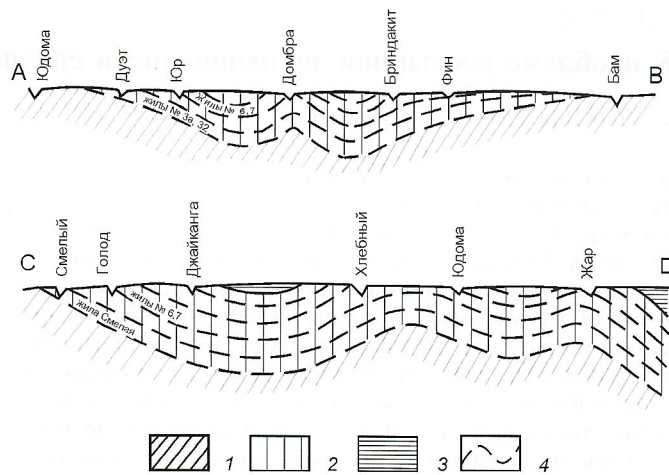 А Юдома Дуэт Юр Домбра Бриндакит Фин Бам В
жилы № 6,7
жилы № 3а, 32
С Смелый Голод Джайканга Хлебный Юдома Жар
жилы № 6,7
жила Смелая
1 2 3 4